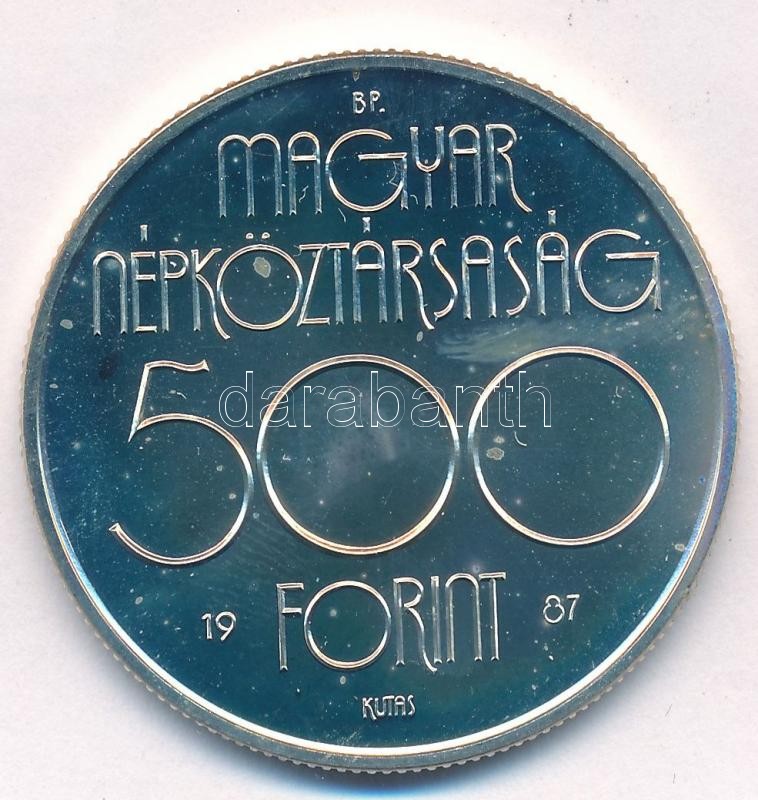 BP.
MAGYAR
NÉPKÖZTÁRSASÁG
500
darabanth
19 FORINT 87
KUTAS